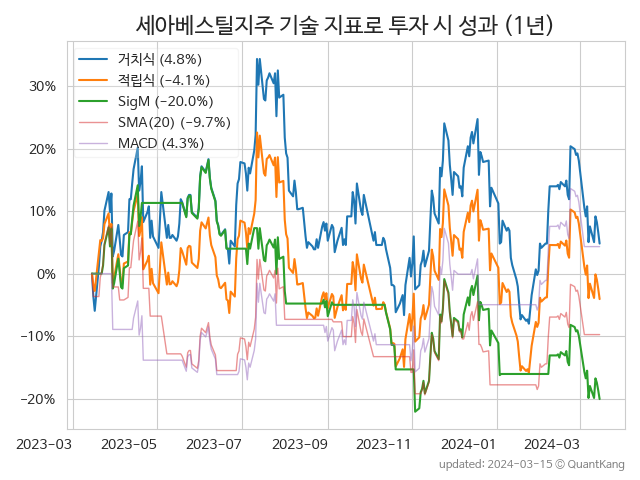 세아베스틸지주 기술 지표로 투자 시 성과 (1년)
거치식 (4.8%)
적립식 (−4.1%)
SigM (−20.0%)
SMA(20) (−9.7%)
MACD (4.3%)
30%
20%
10%
0%
−10%
−20%
2023-03 2023-05 2023-07 2023-09 2023-11 2024-01 2024-03
updated: 2024-03-15 © QuantKang